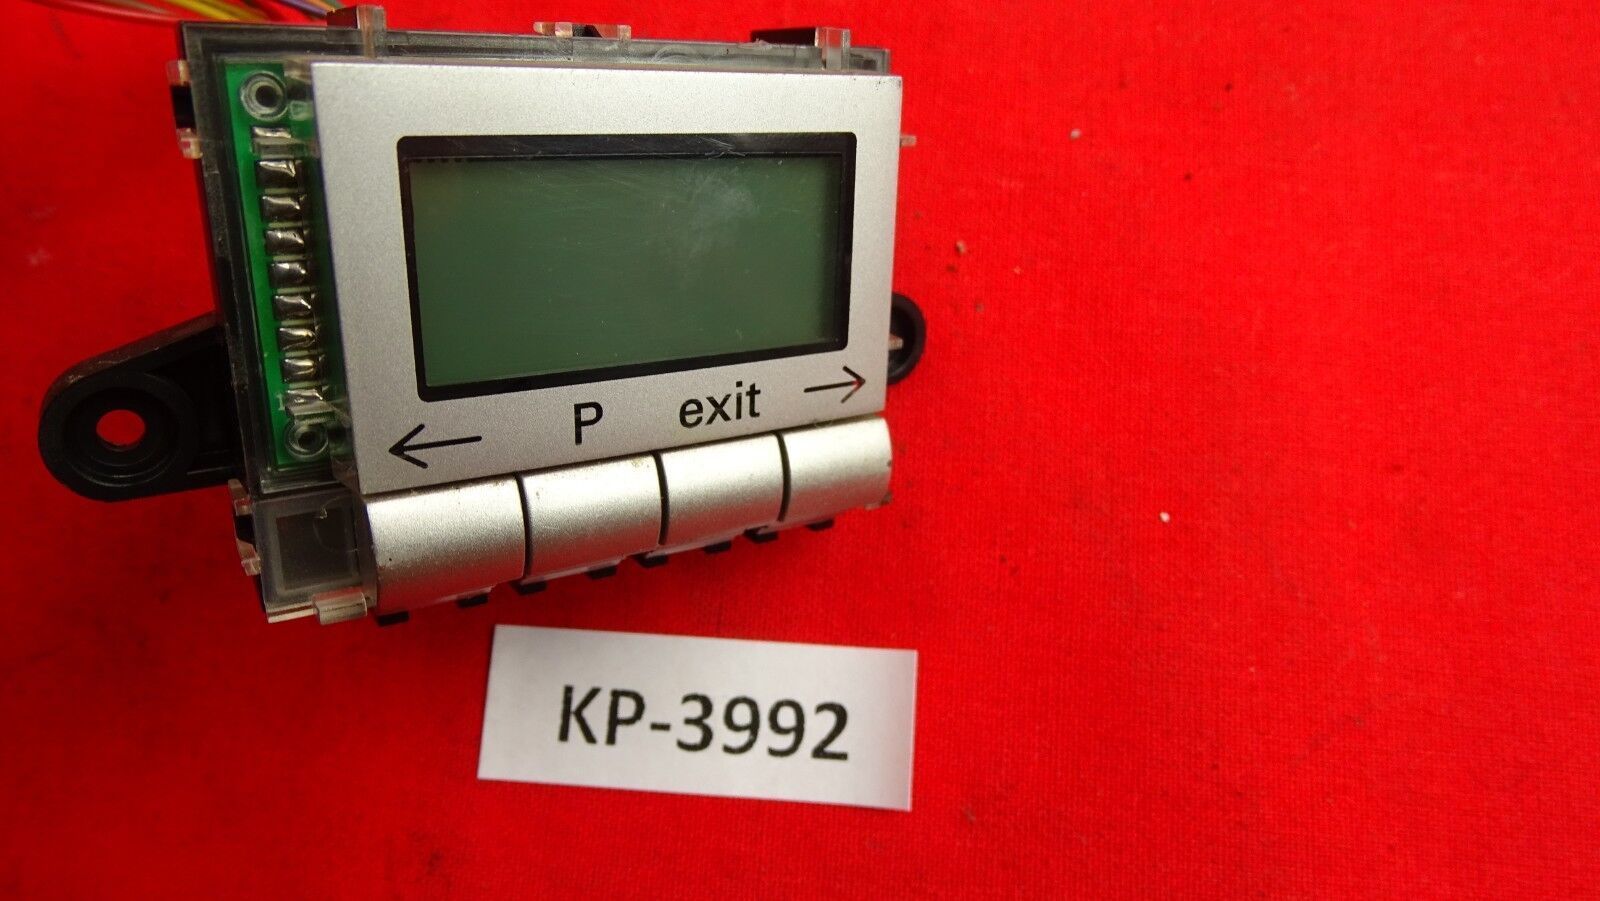 ← P exit →
KP-3992